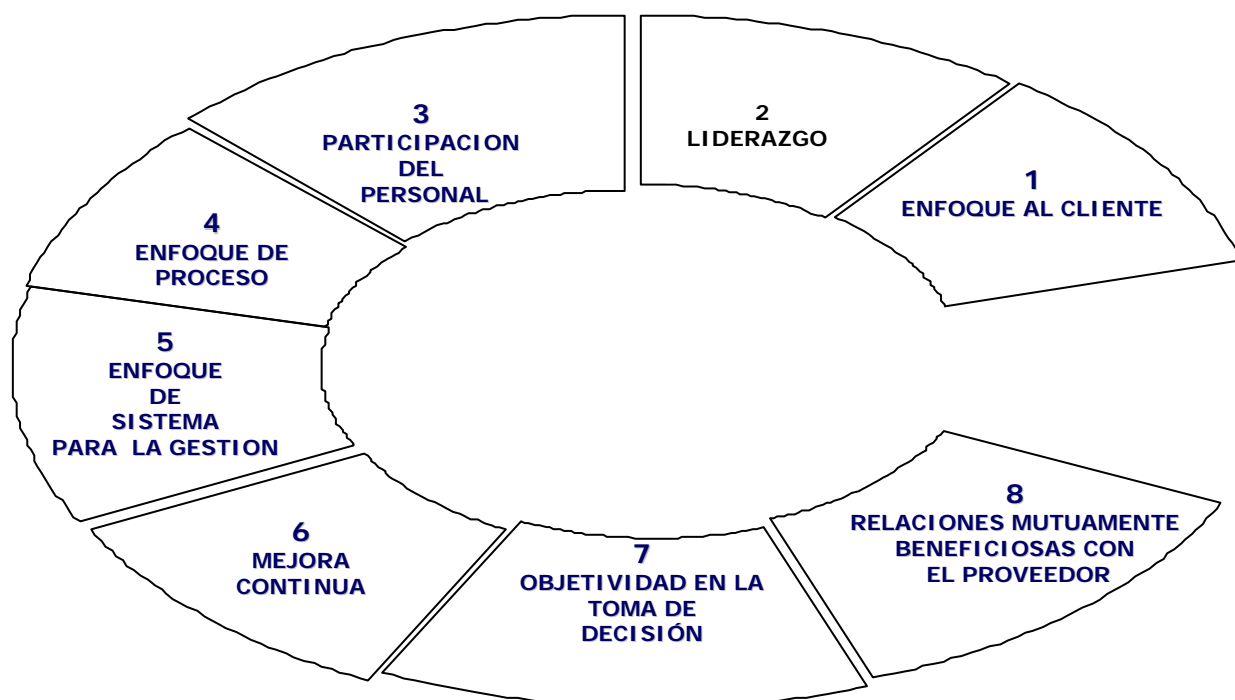 1
ENFOQUE AL CLIENTE
2
LIDERAZGO
3
PARTICIPACION
DEL
PERSONAL
4
ENFOQUE DE
PROCESO
5
ENFOQUE
DE
SISTEMA
PARA LA GESTION
6
MEJORA
CONTINUA
7
OBJETIVIDAD EN LA
TOMA DE
DECISIÓN
8
RELACIONES MUTUAMENTE
BENEFICIOSAS CON
EL PROVEEDOR